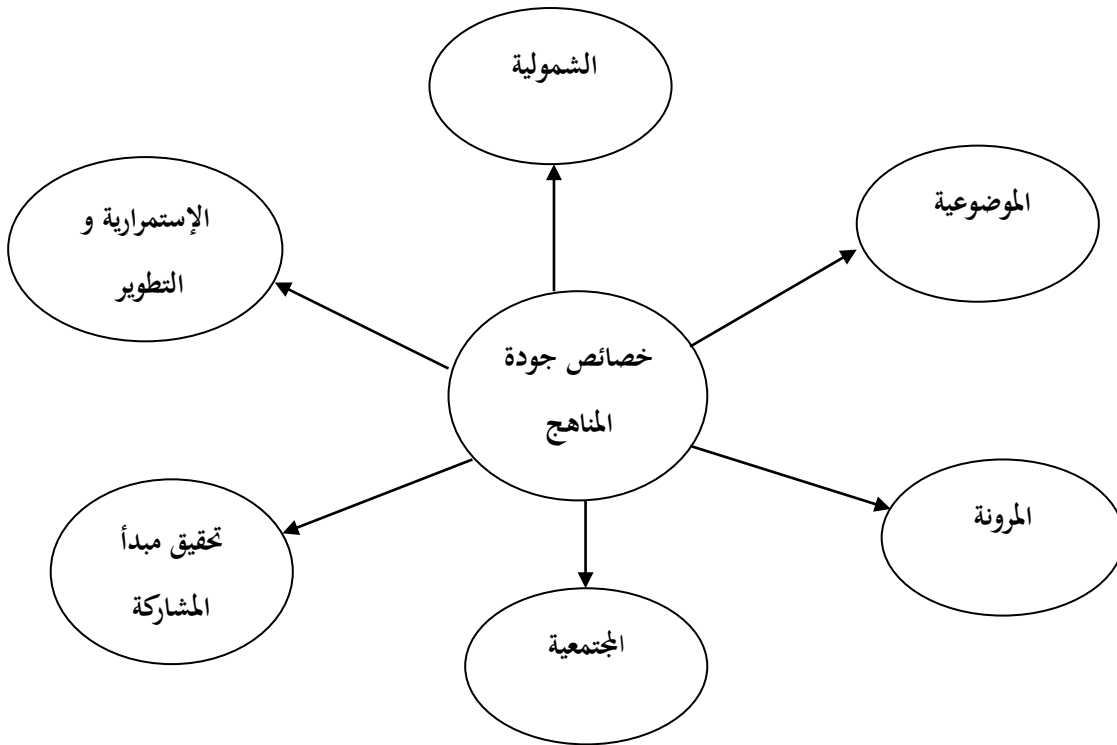 الشمولية
الموضوعية
الإستمرارية و
التطوير
خصائص جودة
المناهج
المرونة
تحقيق مبدأ
المشاركة
المجتمعية